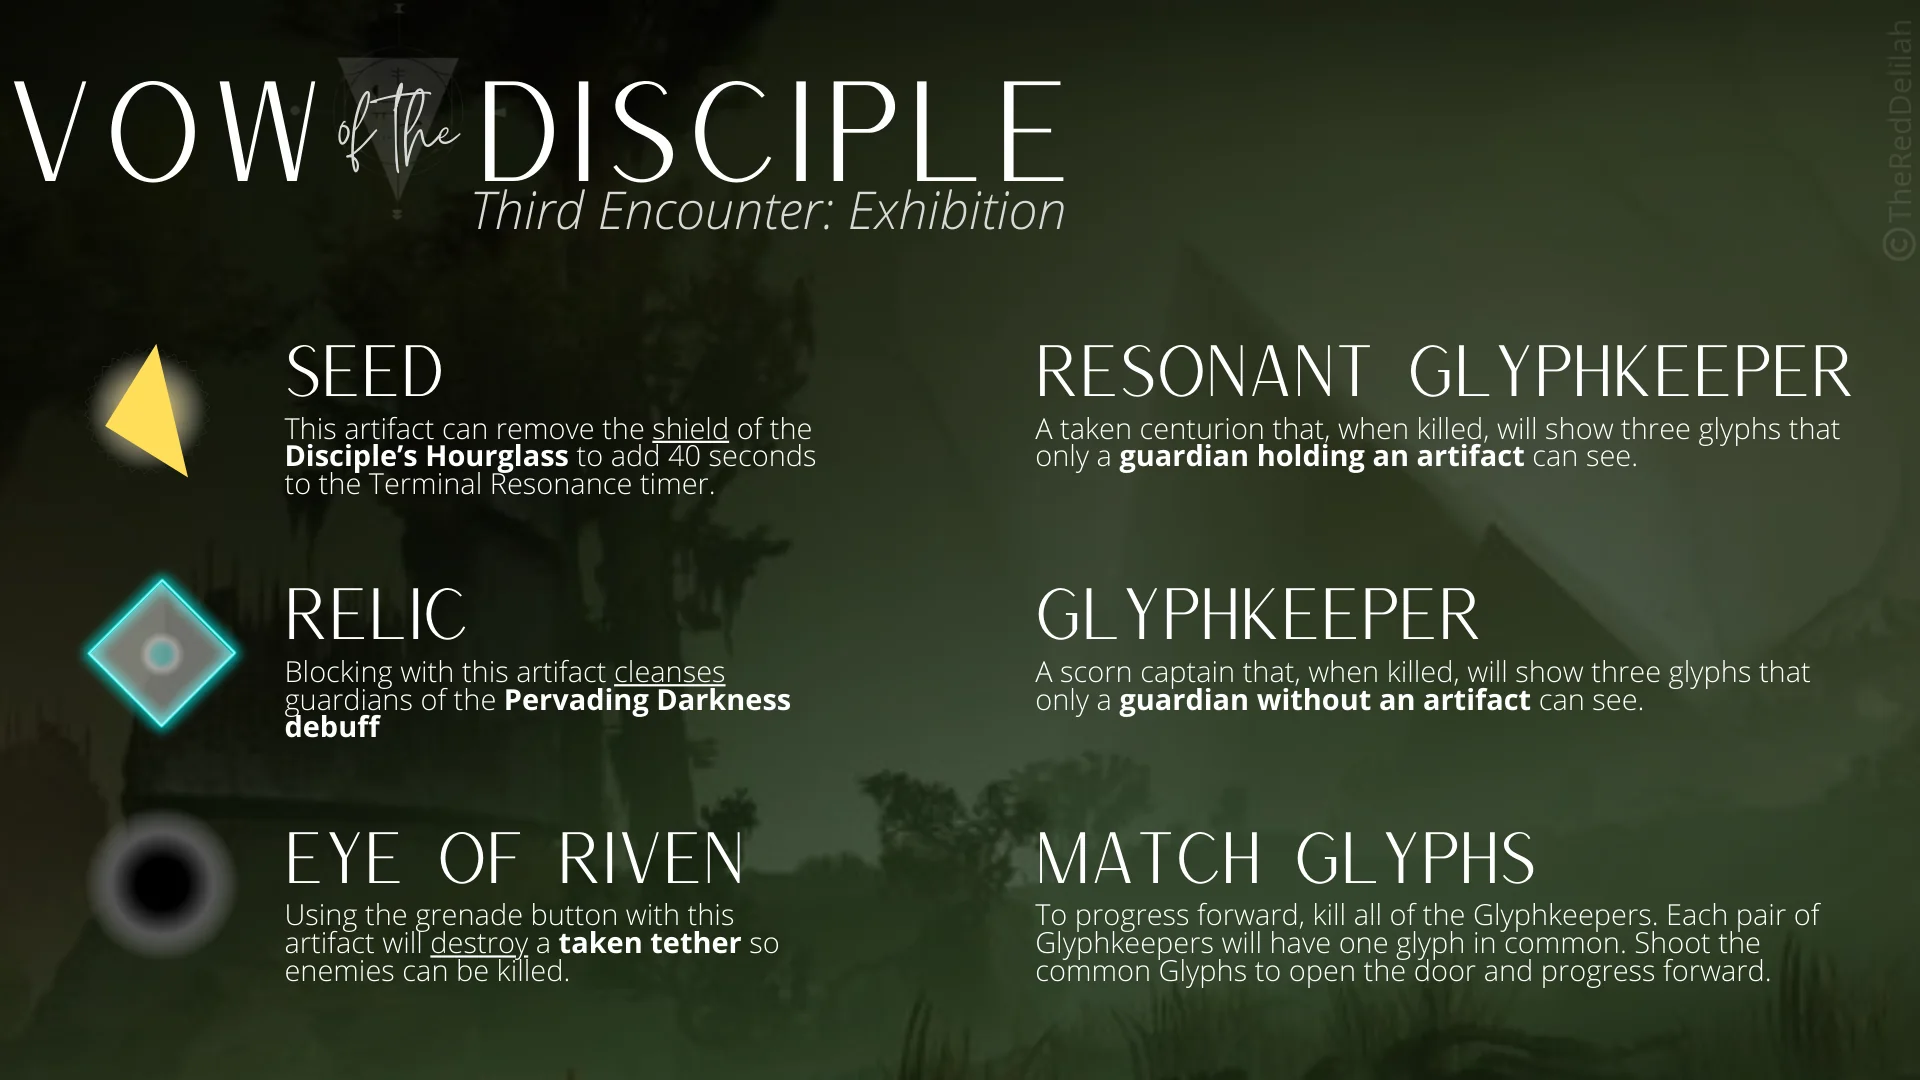 VOW of the DISCIPLE
Third Encounter: Exhibition
©TheRedDelilah
SEED
This artifact can remove the shield of the
Disciple's Hourglass to add 40 seconds
to the Terminal Resonance timer.
RELIC
Blocking with this artifact cleanses
guardians of the Pervading Darkness
debuff
EYE OF RIVEN
Using the grenade button with this
artifact will destroy a taken tether so
enemies can be killed.
RESONANT GLYPHKEEPER
A taken centurion that, when killed, will show three glyphs that
only a guardian holding an artifact can see.
GLYPHKEEPER
A scorn captain that, when killed, will show three glyphs that
only a guardian without an artifact can see.
MATCH GLYPHS
To progress forward, kill all of the Glyphkeepers. Each pair of
Glyphkeepers will have one glyph in common. Shoot the
common Glyphs to open the door and progress forward.